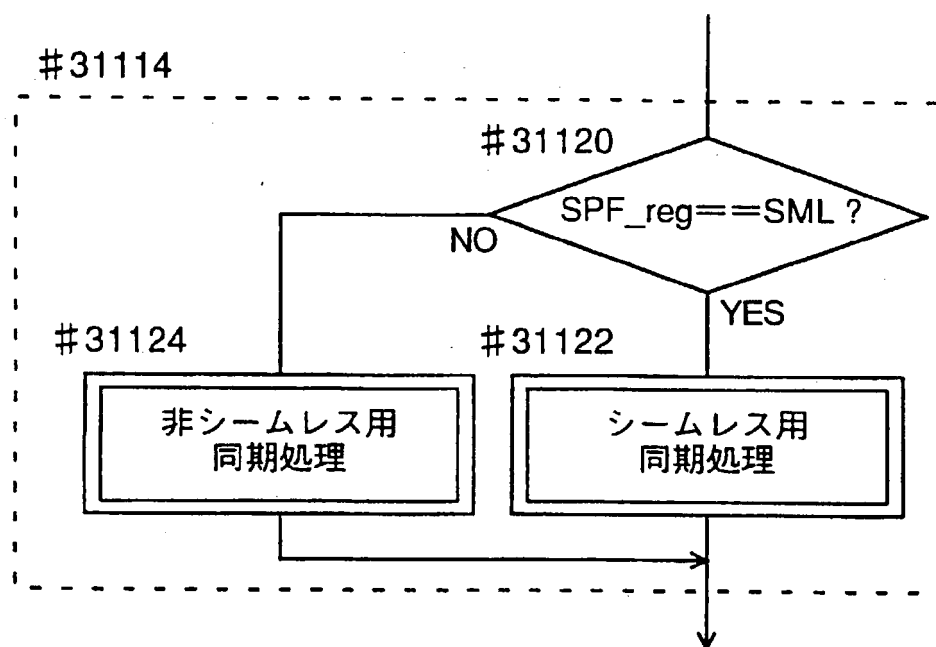 #31114
#31120
SPF_reg==SML?
NO
YES
#31124
#31122
非シームレス用
同期処理
シームレス用
同期処理